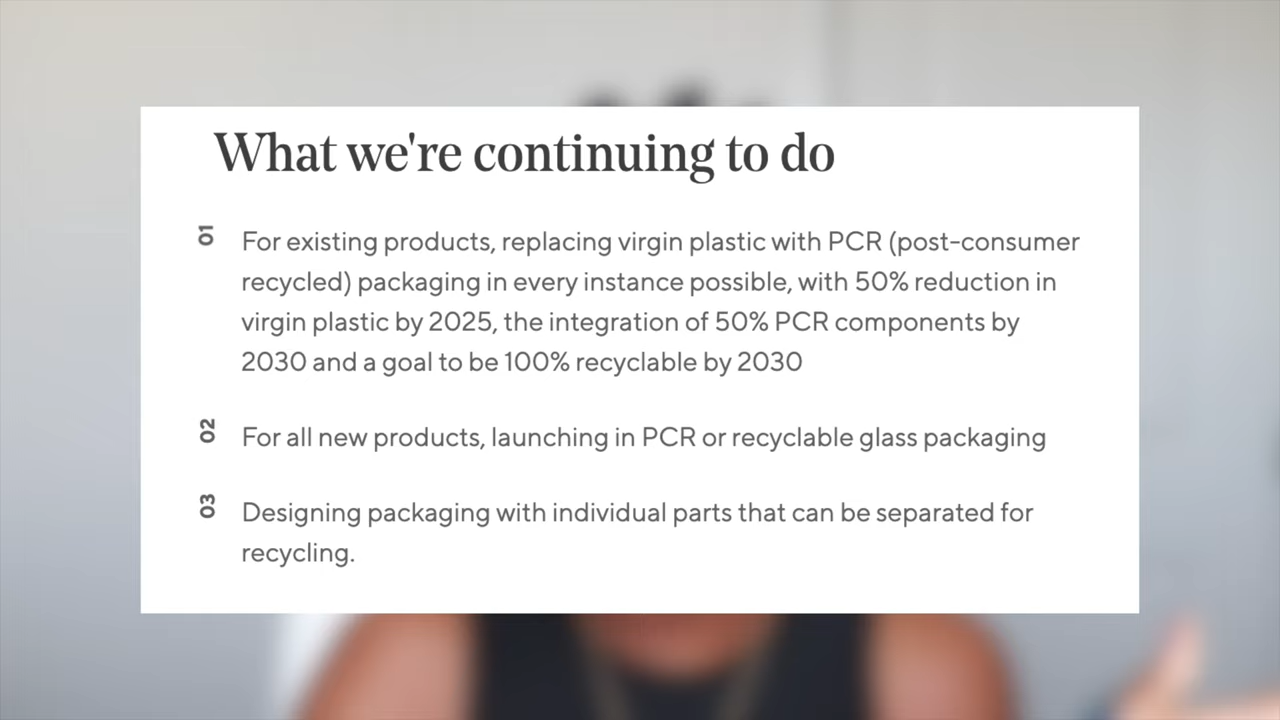 What we're continuing to do
01
For existing products, replacing virgin plastic with PCR (post-consumer
recycled) packaging in every instance possible, with 50% reduction in
virgin plastic by 2025, the integration of 50% PCR components by
2030 and a goal to be 100% recyclable by 2030
02
For all new products, launching in PCR or recyclable glass packaging
03
Designing packaging with individual parts that can be separated for
recycling.